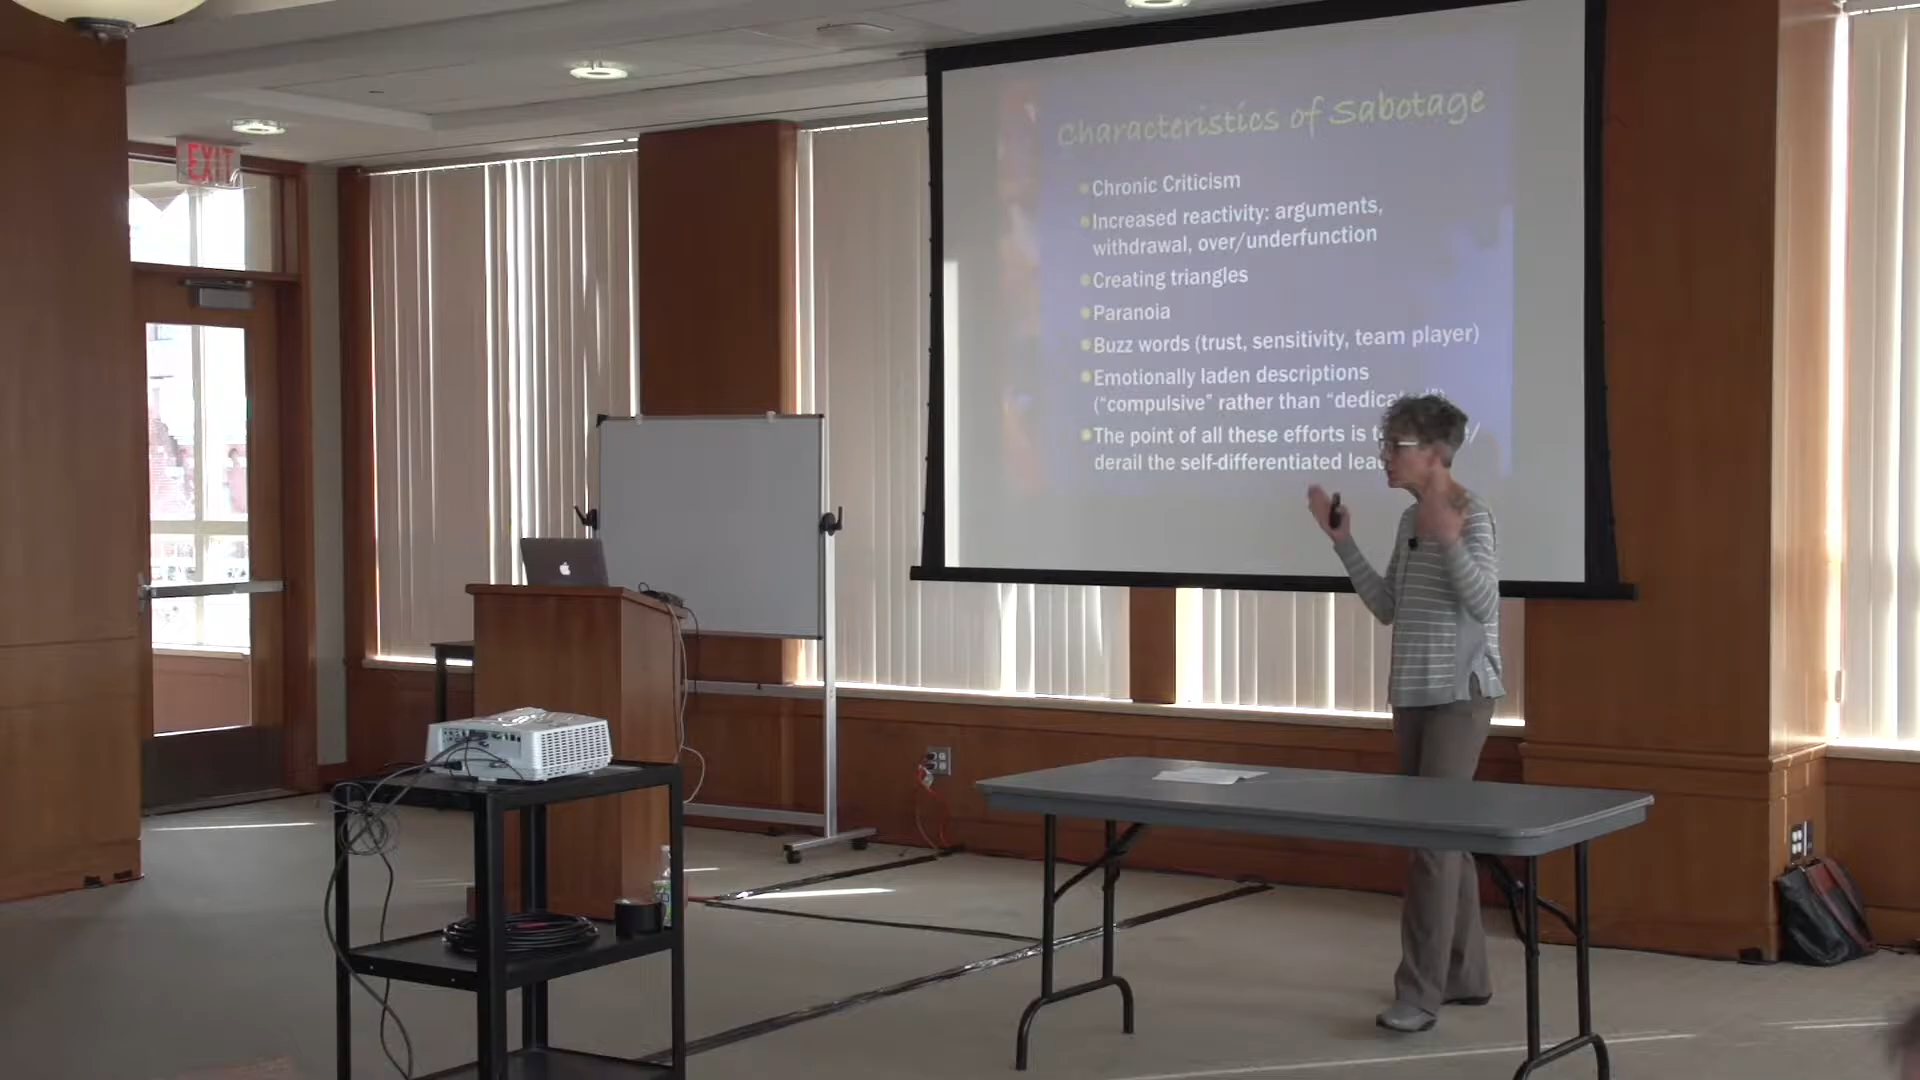 EXIT
Characteristics of Sabotage
Chronic Criticism
Increased reactivity: arguments,
withdrawal, over/underfunction
Creating triangles
Paranoia
Buzz words (trust, sensitivity, team player)
Emotionally laden descriptions
("compulsive" rather than
The point of all these efforts is
derail the self-differentiated